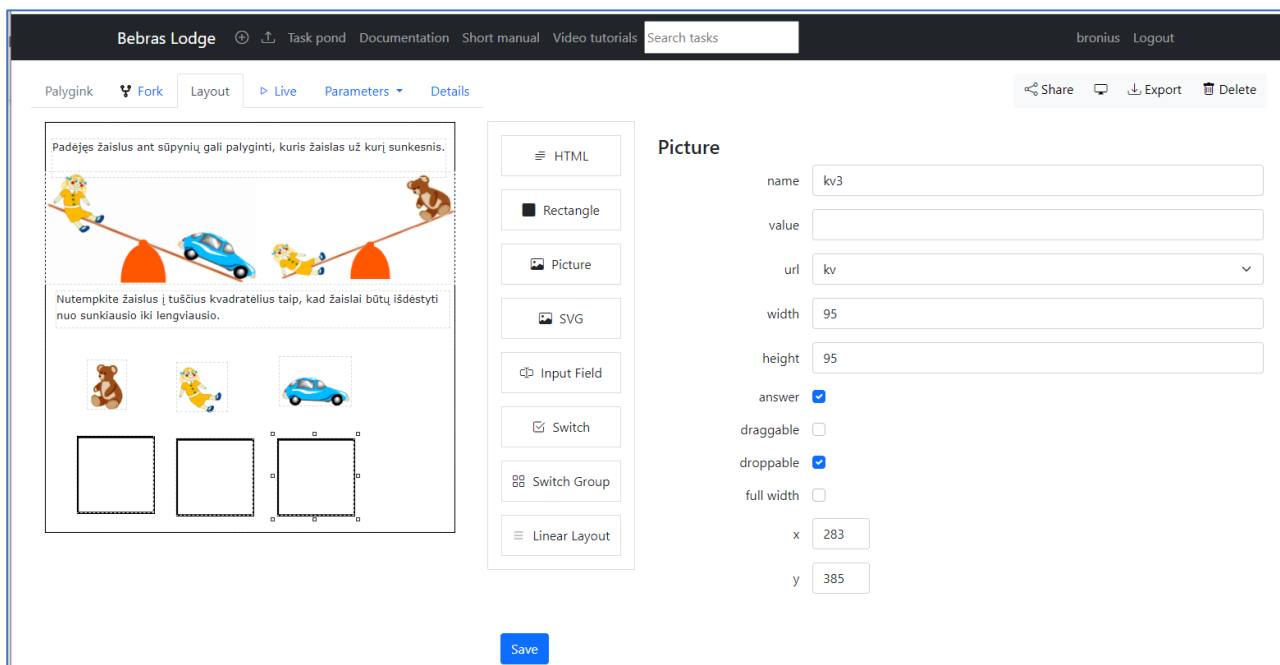 Bebras Lodge Task pond Documentation Short manual Video tutorials Search tasks bronius Logout
Palygink Fork Layout Live Parameters Details Share Export Delete
Padėjęs žaislus ant sūpynių gali palyginti, kuris žaislas už kurį sunkesnis.
Nutempkite žaislus į tuščius kvadratėlius taip, kad žaislai būtų išdėstyti
nuo sunkiausio iki lengviausio.
HTML
Rectangle
Picture
SVG
Input Field
Switch
Switch Group
Linear Layout
Save
Picture
name kv3
value
url kv
width 95
height 95
answer
draggable
droppable
full width
x 283
y 385